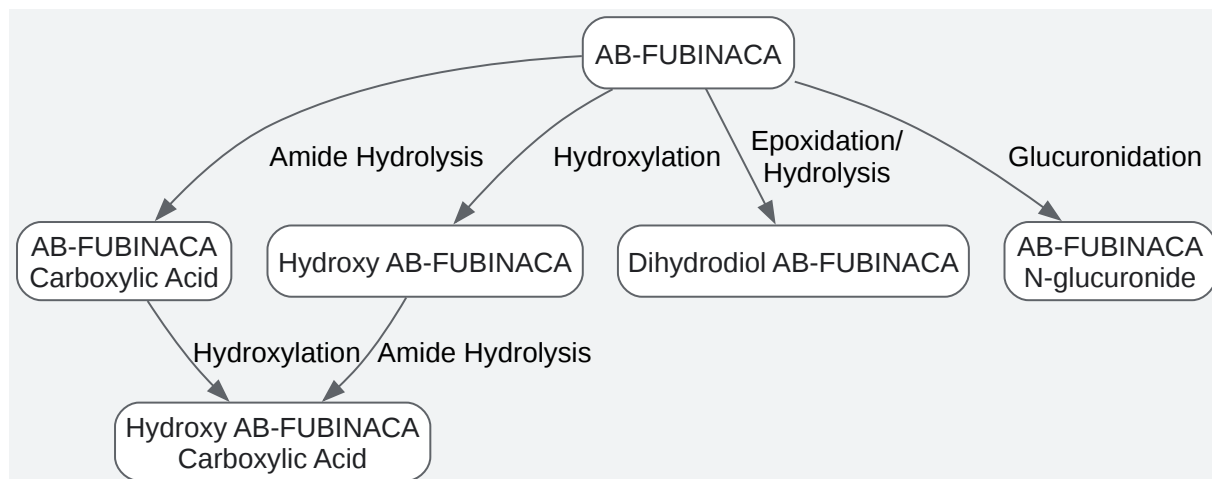 AB-FUBINACA
Amide Hydrolysis
Hydroxylation
Epoxidation/
Hydrolysis
Glucuronidation
AB-FUBINACA
Carboxylic Acid
Hydroxy AB-FUBINACA
Dihydrodiol AB-FUBINACA
AB-FUBINACA
N-glucuronide
Hydroxylation
Amide Hydrolysis
Hydroxy AB-FUBINACA
Carboxylic Acid